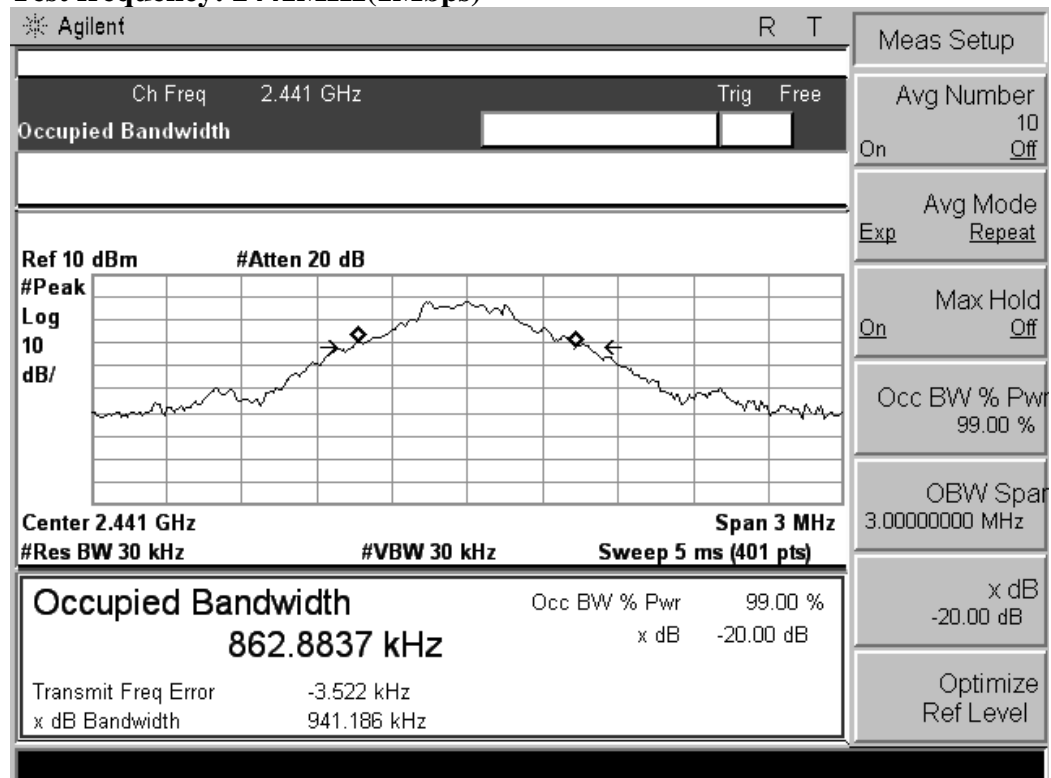 Test frequency: 2441MHz(1Mbps)
Agilent R T
Meas Setup
Ch Freq 2.441 GHz Trig Free
Occupied Bandwidth
Avg Number
10
On Off
Avg Mode
Exp Repeat
Ref 10 dBm #Atten 20 dB
#Peak
Log
10
dB/
Max Hold
On Off
Occ BW % Pwr
99.00 %
Center 2.441 GHz Span 3 MHz
#Res BW 30 kHz #VBW 30 kHz Sweep 5 ms (401 pts)
OBW Span
3.00000000 MHz
Occupied Bandwidth
862.8837 kHz
Occ BW % Pwr 99.00 %
x dB -20.00 dB
Transmit Freq Error -3.522 kHz
x dB Bandwidth 941.186 kHz
x dB
-20.00 dB
Optimize
Ref Level